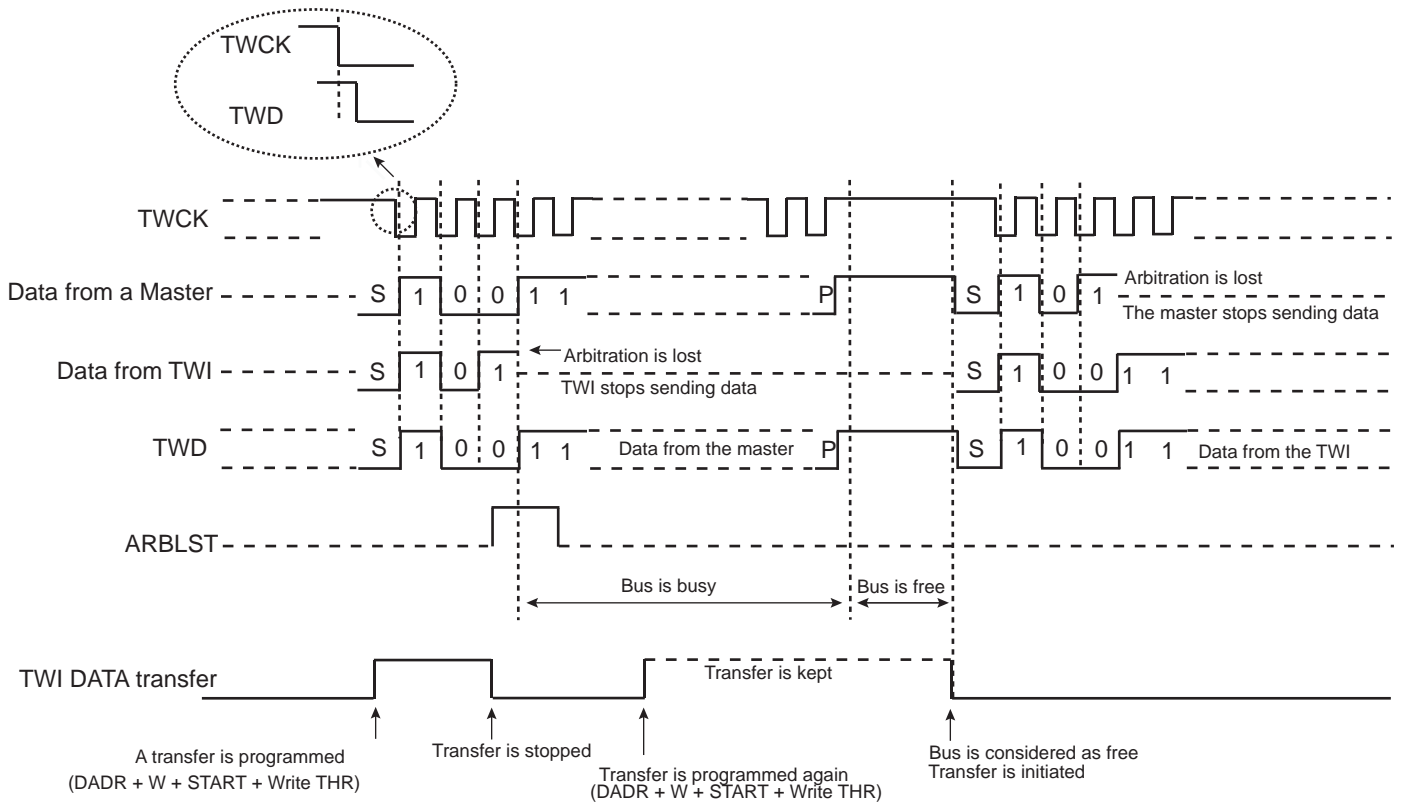 TWCK
TWD
TWCK
Data from a Master S 1 0 0 1 1 P S 1 0 1 Arbitration is lost
The master stops sending data
Data from TWI S 1 0 1 Arbitration is lost S 1 0 0 1 1
TWI stops sending data
TWD S 1 0 0 1 1 Data from the master P S 1 0 0 1 1 Data from the TWI
ARBLST
Bus is busy Bus is free
TWI DATA transfer Transfer is kept
A transfer is programmed
(DADR + W + START + Write THR)
Transfer is stopped
Transfer is programmed again
(DADR + W + START + Write THR)
Bus is considered as free
Transfer is initiated